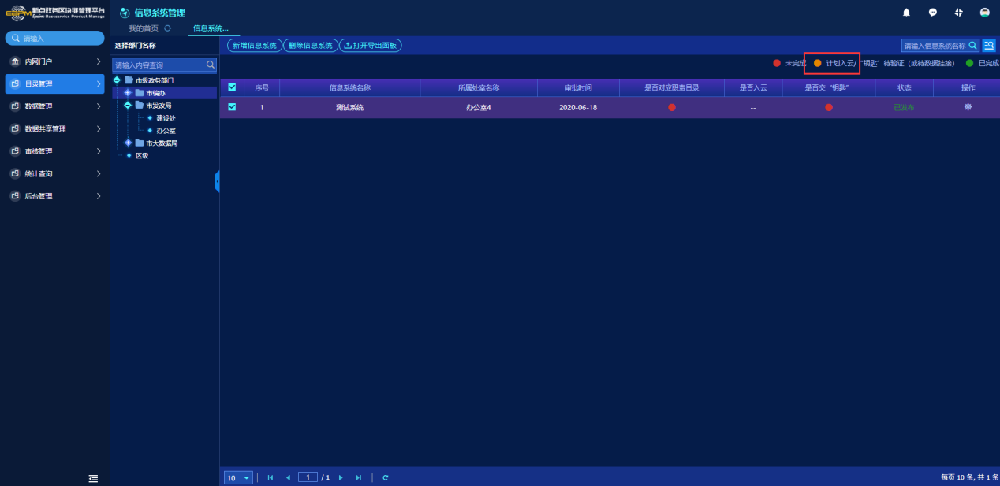 EBPM 新点政务区块链管理平台
Epoint Baseservice Product Manage
信息系统管理
我的首页
信息系统...
请输入
内网门户
目录管理
数据管理
数据共享管理
审核管理
统计查询
后台管理
选择部门名称
请输入内容查询
市级政务部门
市编办
市发改局
建设处
办公室
市大数据局
区级
新增信息系统 删除信息系统 打开导出面板
请输入信息系统名称
未完成 计划入云/ "钥匙" 待验证（或待数据挂接） 已完成
序号 信息系统名称 所属处室名称 审批时间 是否对应职责目录 是否入云 是否交 "钥匙" 状态 操作
1 测试系统 办公室4 2020-06-18 -- 已发布
10 1 / 1
每页 10 条, 共 1 条